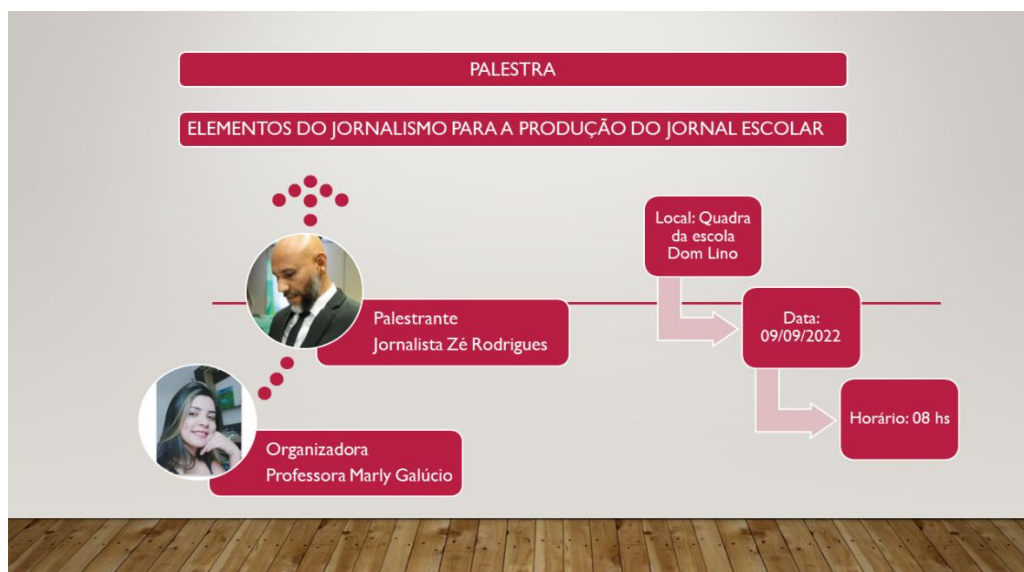 PALESTRA
ELEMENTOS DO JORNALISMO PARA A PRODUÇÃO DO JORNAL ESCOLAR
Palestrante
Jornalista Zé Rodrigues
Organizadora
Professora Marly Galúcio
Local: Quadra
da escola
Dom Lino
Data:
09/09/2022
Horário: 08 hs